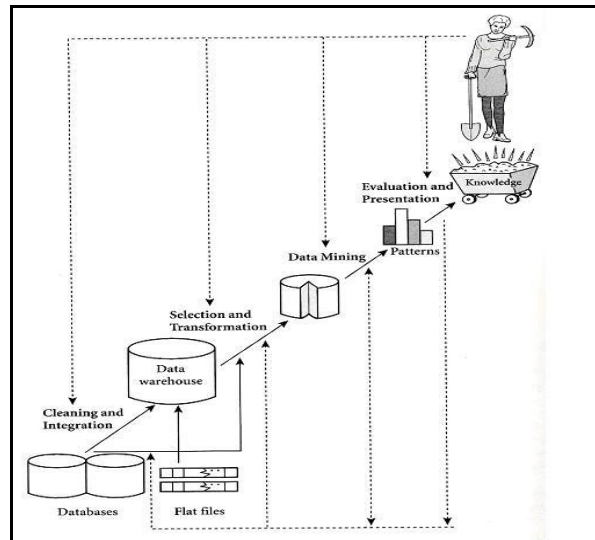 Knowledge
Evaluation and
Presentation
Patterns
Data Mining
Selection and
Transformation
Data
warehouse
Cleaning and
Integration
Databases
Flat files